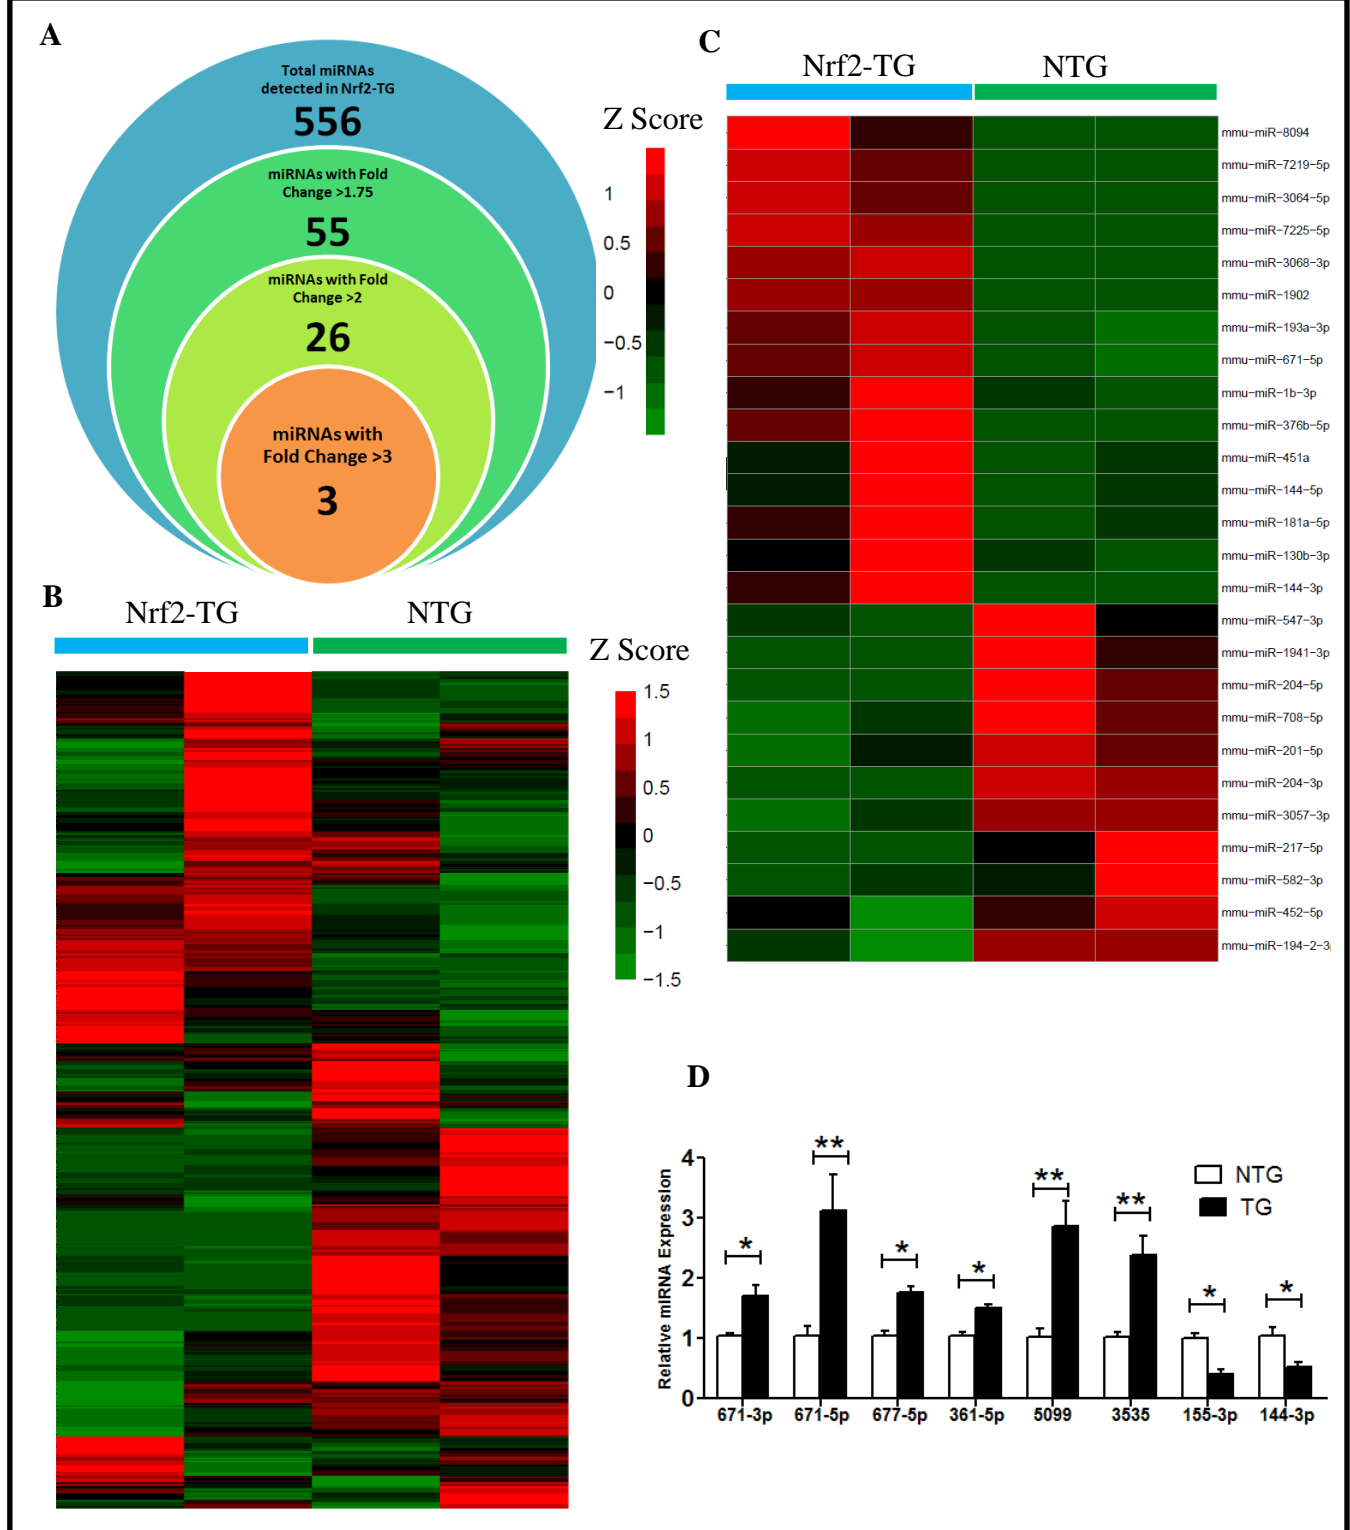 A
Total miRNAs
detected in Nrf2-TG
556
miRNAs with Fold
Change >1.75
55
miRNAs with Fold
Change >2
26
miRNAs with
Fold Change >3
3
Z Score
1
0.5
0
−0.5
−1
B
Nrf2-TG
NTG
Z Score
1.5
1
0.5
0
−0.5
−1
−1.5
C
Nrf2-TG
NTG
mmu−miR−8094
mmu−miR−7219−5p
mmu−miR−3064−5p
mmu−miR−7225−5p
mmu−miR−3068−3p
mmu−miR−1902
mmu−miR−193a−3p
mmu−miR−671−5p
mmu−miR−1b−3p
mmu−miR−376b−5p
mmu−miR−451a
mmu−miR−144−5p
mmu−miR−181a−5p
mmu−miR−130b−3p
mmu−miR−144−3p
mmu−miR−547−3p
mmu−miR−1941−3p
mmu−miR−204−5p
mmu−miR−708−5p
mmu−miR−201−5p
mmu−miR−204−3p
mmu−miR−3057−3p
mmu−miR−217−5p
mmu−miR−582−3p
mmu−miR−452−5p
mmu−miR−194−2−3
D
Relative miRNA Expression
4
3
2
1
0
* ** * * ** ** * *
NTG
TG
671-3p 671-5p 677-5p 361-5p 5099 3535 155-3p 144-3p